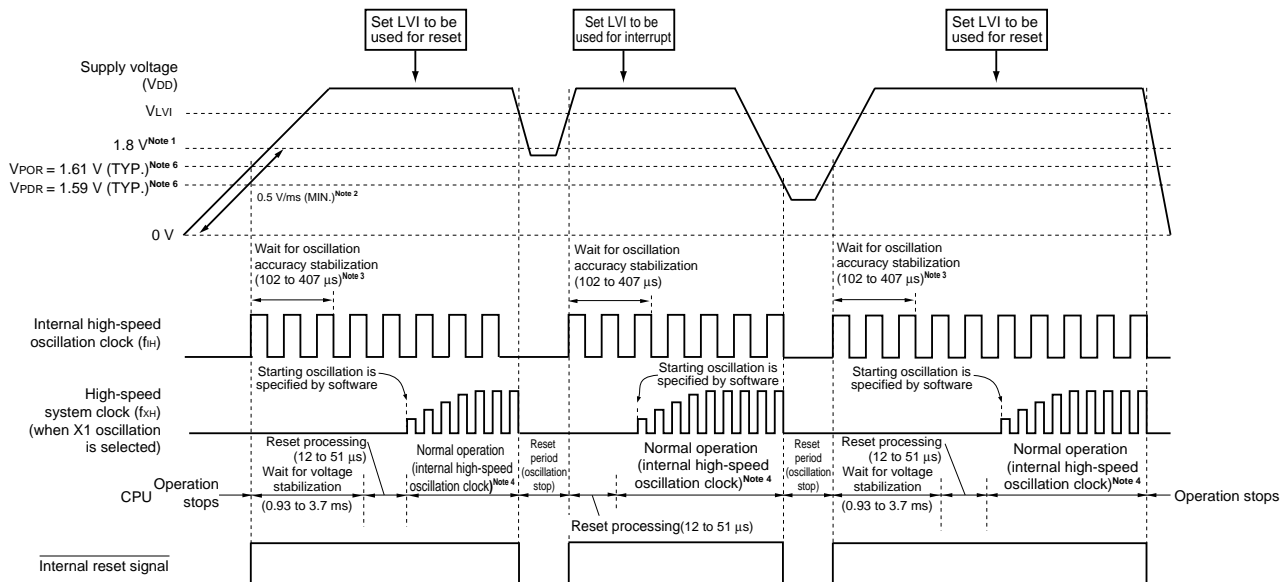 Set LVI to be
used for reset
Set LVI to be
used for interrupt
Set LVI to be
used for reset
Supply voltage
(VDD)
VLVI
1.8 V Note 1
VPOR = 1.61 V (TYP.) Note 6
VPDR = 1.59 V (TYP.) Note 6
0.5 V/ms (MIN.) Note 2
0 V
Wait for oscillation
accuracy stabilization
(102 to 407 μs) Note 3
Wait for oscillation
accuracy stabilization
(102 to 407 μs)
Wait for oscillation
accuracy stabilization
(102 to 407 μs) Note 3
Internal high-speed
oscillation clock (fIH)
Starting oscillation is
specified by software
Starting oscillation is
specified by software
Starting oscillation is
specified by software
High-speed
system clock (fXH)
(when X1 oscillation
is selected)
Reset processing
(12 to 51 μs)
Wait for voltage
stabilization
(0.93 to 3.7 ms)
Normal operation
(internal high-speed
oscillation clock) Note 4
Reset
period
(oscillation
stop)
Normal operation
(internal high-speed
oscillation clock) Note 4
Reset
period
(oscillation
stop)
Reset processing
(12 to 51 μs)
Wait for voltage
stabilization
(0.93 to 3.7 ms)
Normal operation
(internal high-speed
oscillation clock) Note 4
CPU
Operation
stops
Operation stops
Reset processing(12 to 51 μs)
Internal reset signal